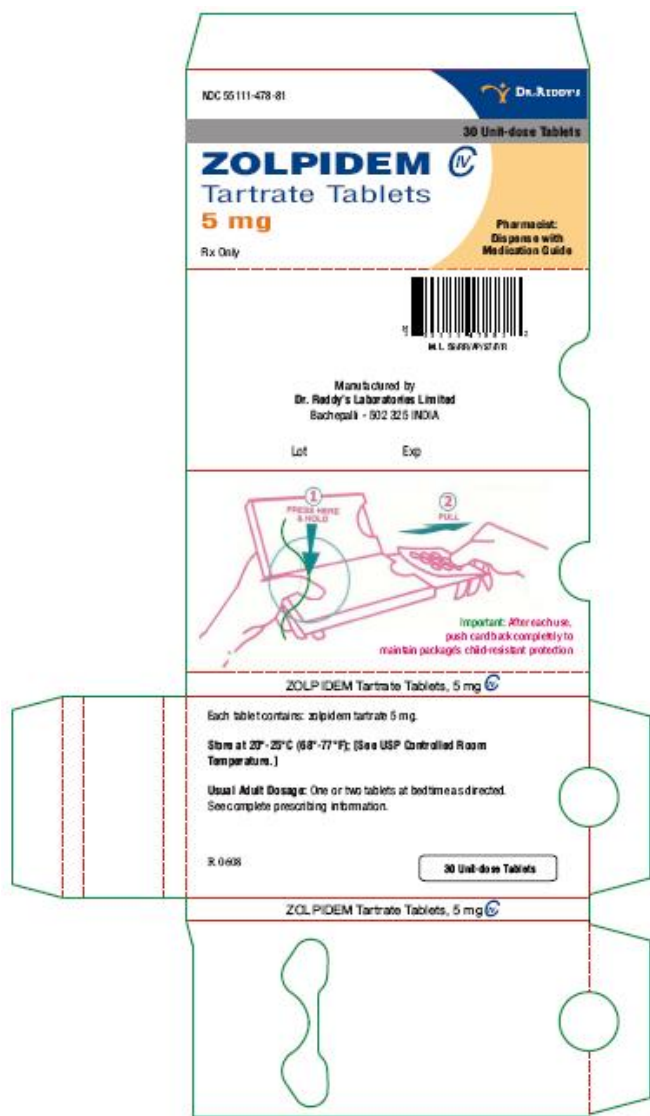 NDC 55111-478-81
DR.REDDY'S
30 Unit-dose Tablets
ZOLPIDEM CIV
Tartrate Tablets
5 mg
Pharmacist:
Dispense with
Medication Guide
Rx Only
Manufactured by
Dr. Reddy's Laboratories Limited
Bachepalli - 502 325 INDIA
Lot Exp
1 2
PRESS HERE
& HOLD
PULL
Important: After each use,
push card back completely to
maintain package's child-resistant protection
ZOLPIDEM Tartrate Tablets, 5 mg CIV
Each tablet contains: zolpidem tartrate 5 mg.
Store at 20°-25°C (68°-77°F); [See USP Controlled Room
Temperature.]
Usual Adult Dosage: One or two tablets at bedtime as directed.
See complete prescribing information.
R 0608
30 Unit-dose Tablets
ZOLPIDEM Tartrate Tablets, 5 mg CIV